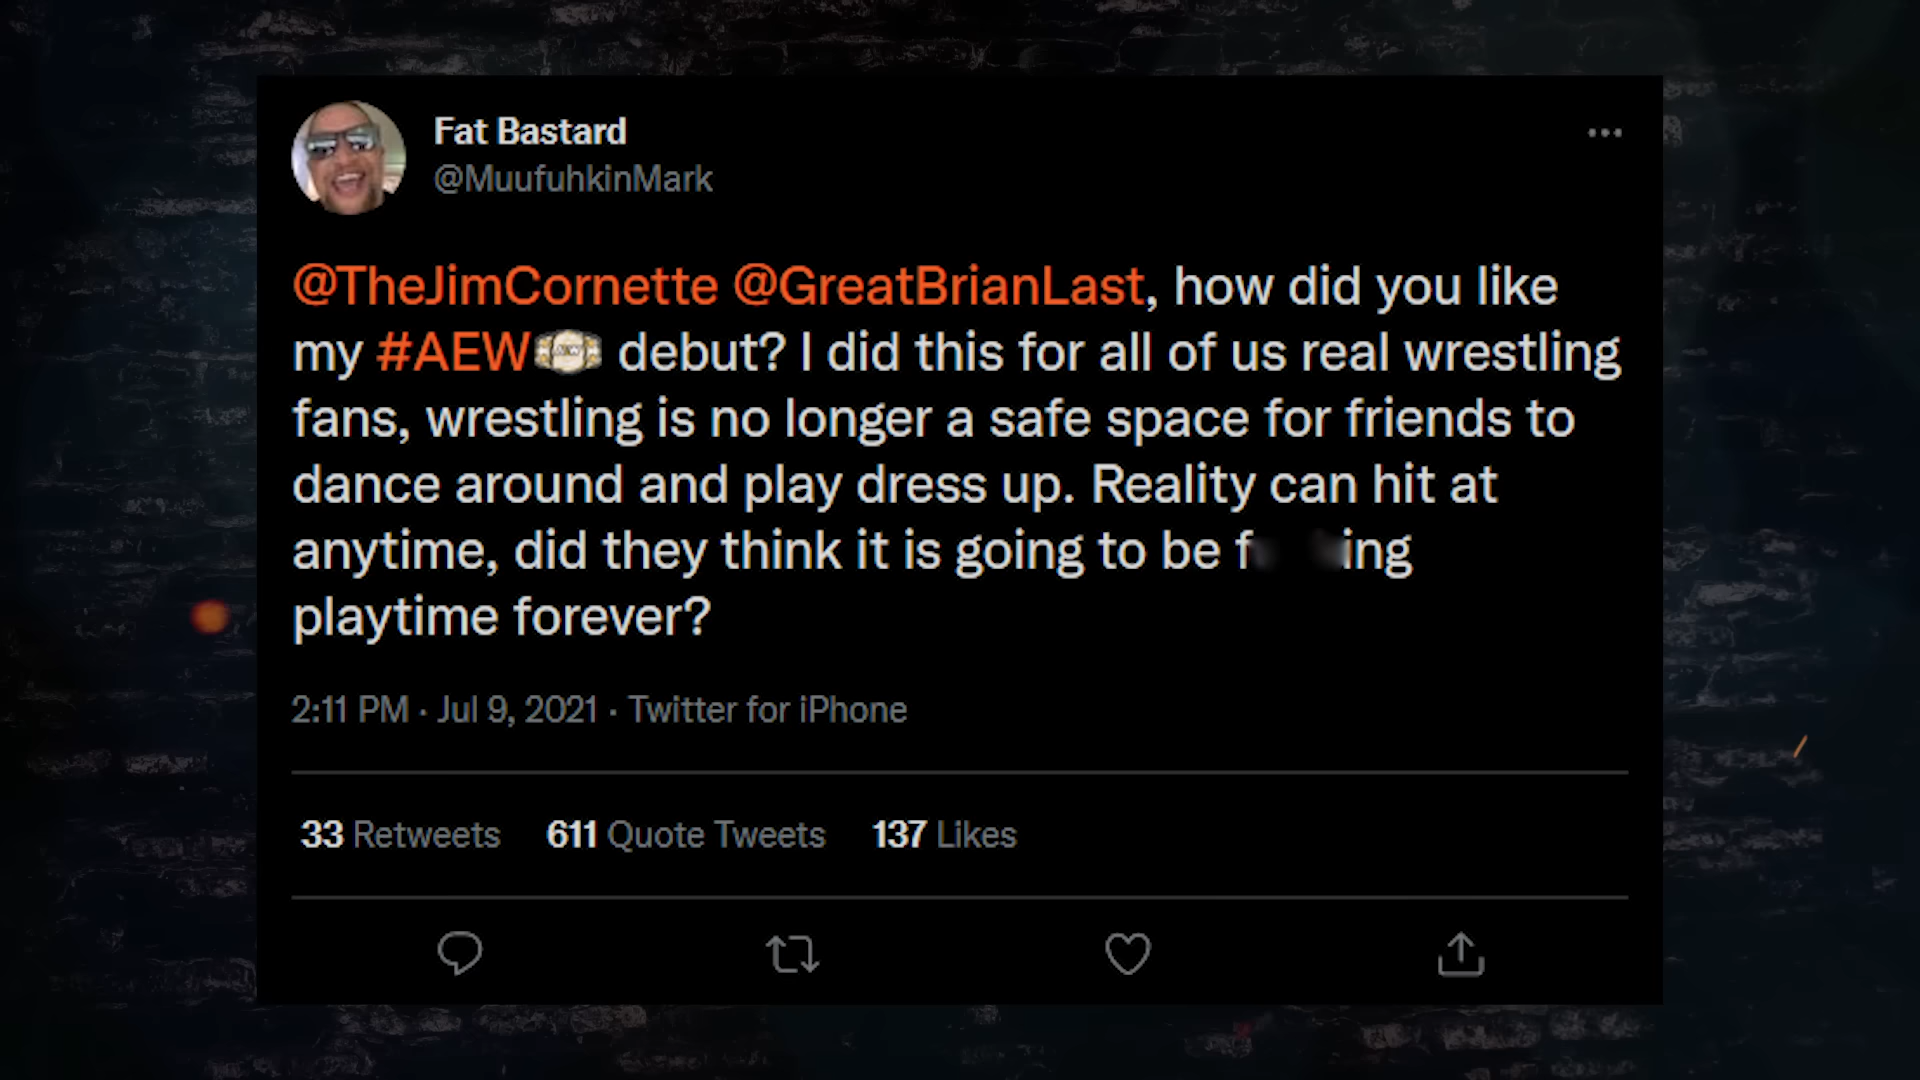 Fat Bastard
@MuufuhkinMark
@TheJimCornette @GreatBrianLast, how did you like
my #AEW debut? I did this for all of us real wrestling
fans, wrestling is no longer a safe space for friends to
dance around and play dress up. Reality can hit at
anytime, did they think it is going to be f ing
playtime forever?
2:11 PM · Jul 9, 2021 · Twitter for iPhone
33 Retweets 611 Quote Tweets 137 Likes